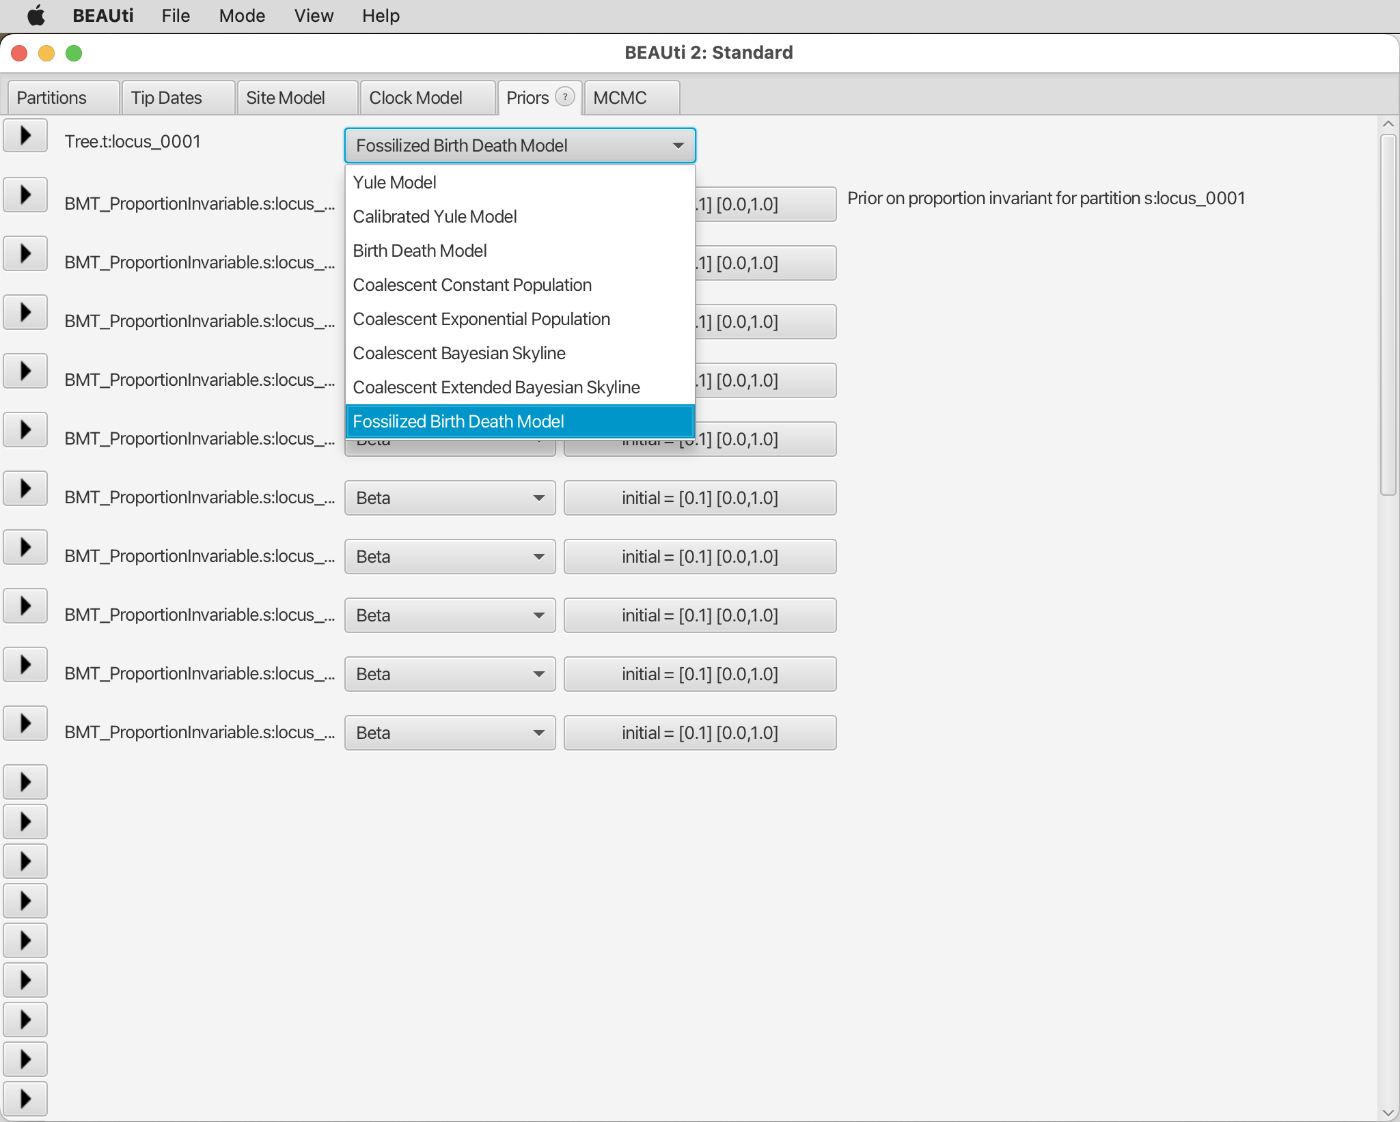 BEAUti File Mode View Help
BEAUti 2: Standard
Partitions Tip Dates Site Model Clock Model Priors ? MCMC
Tree.t:locus_0001 Fossilized Birth Death Model
Yule Model
BMT_ProportionInvariable.s:locus_... .1] [0.0,1.0] Prior on proportion invariant for partition s:locus_0001
Calibrated Yule Model
Birth Death Model
BMT_ProportionInvariable.s:locus_... .1] [0.0,1.0]
Coalescent Constant Population
BMT_ProportionInvariable.s:locus_... .1] [0.0,1.0]
Coalescent Exponential Population
Coalescent Bayesian Skyline
BMT_ProportionInvariable.s:locus_... .1] [0.0,1.0]
Coalescent Extended Bayesian Skyline
Fossilized Birth Death Model
BMT_ProportionInvariable.s:locus_... Beta initial = [0.1] [0.0,1.0]
BMT_ProportionInvariable.s:locus_... Beta initial = [0.1] [0.0,1.0]
BMT_ProportionInvariable.s:locus_... Beta initial = [0.1] [0.0,1.0]
BMT_ProportionInvariable.s:locus_... Beta initial = [0.1] [0.0,1.0]
BMT_ProportionInvariable.s:locus_... Beta initial = [0.1] [0.0,1.0]
BMT_ProportionInvariable.s:locus_... Beta initial = [0.1] [0.0,1.0]